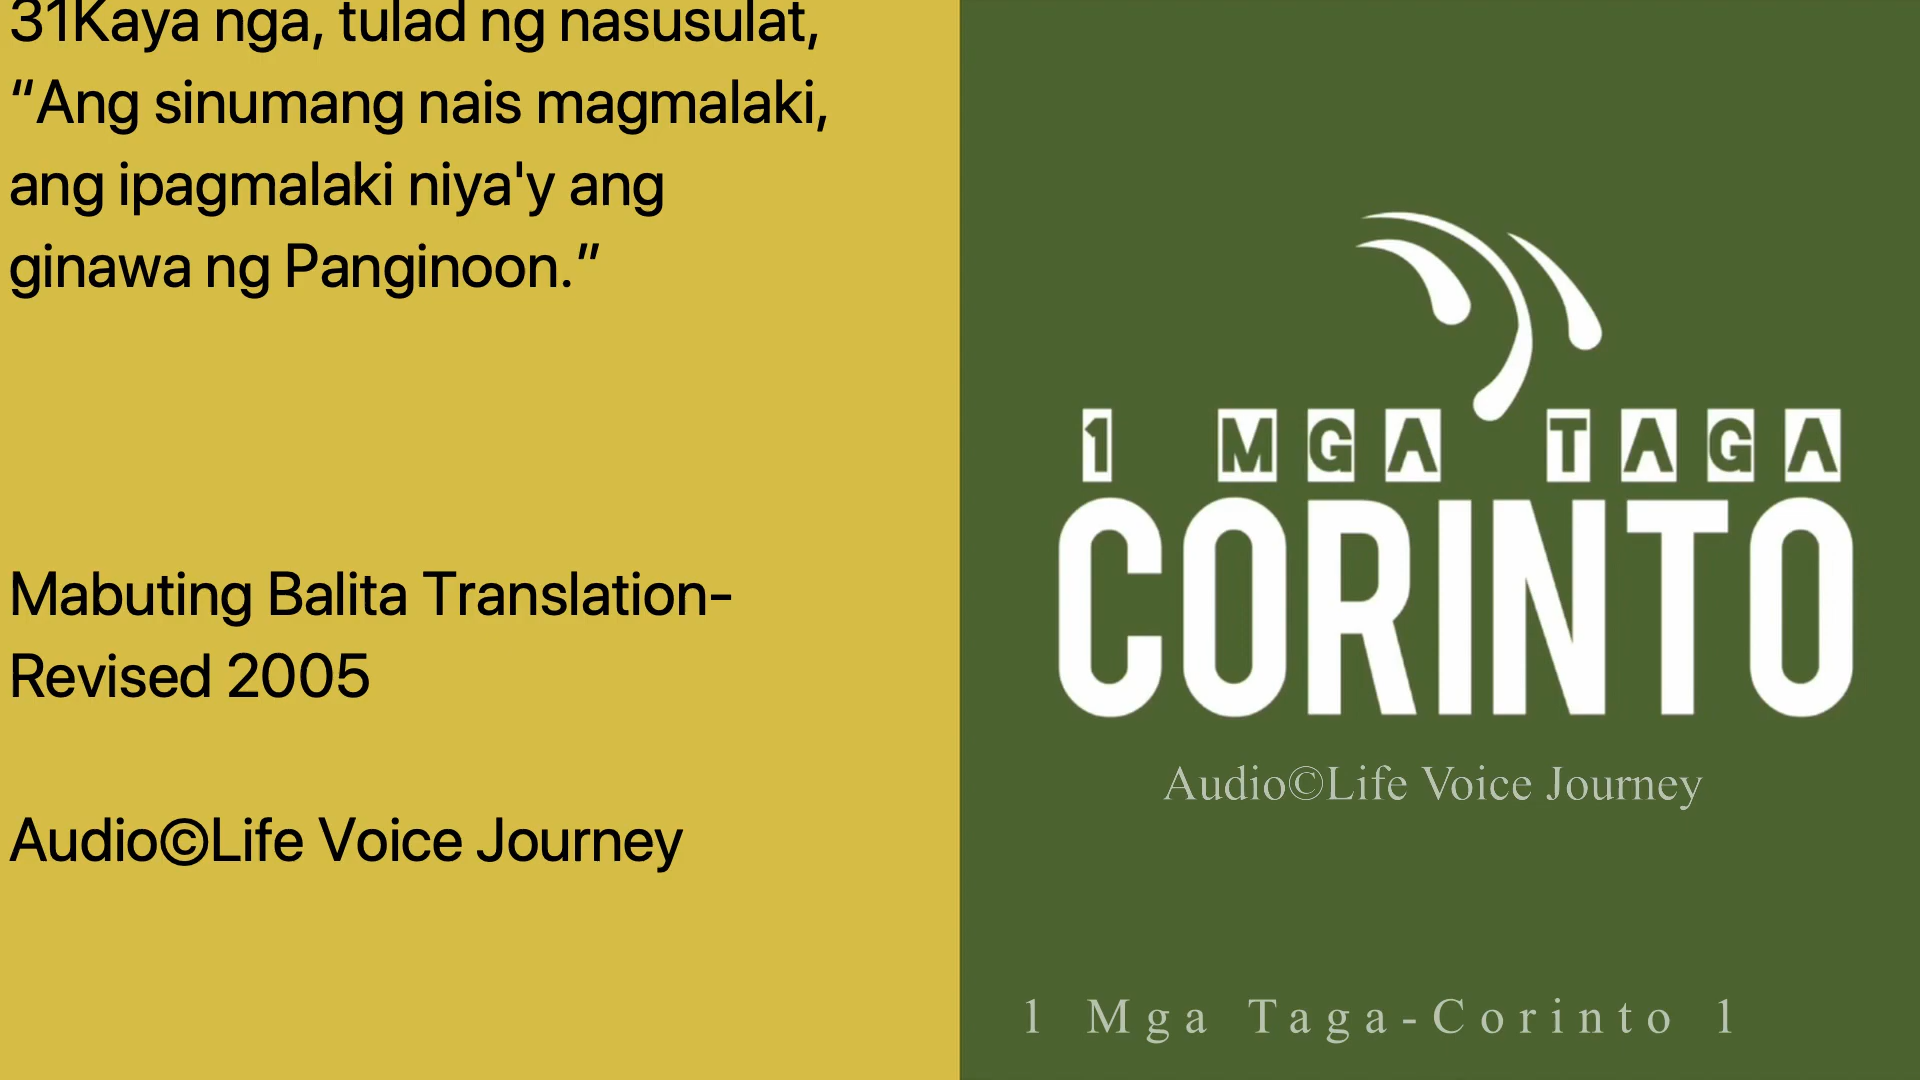 31Kaya nga, tulad ng nasusulat,
“Ang sinumang nais magmalaki,
ang ipagmalaki niya'y ang
ginawa ng Panginoon.”
Mabuting Balita Translation-
Revised 2005
Audio©Life Voice Journey
1 MGA TAGA
CORINTO
Audio©Life Voice Journey
1 Mga Taga-Corinto 1